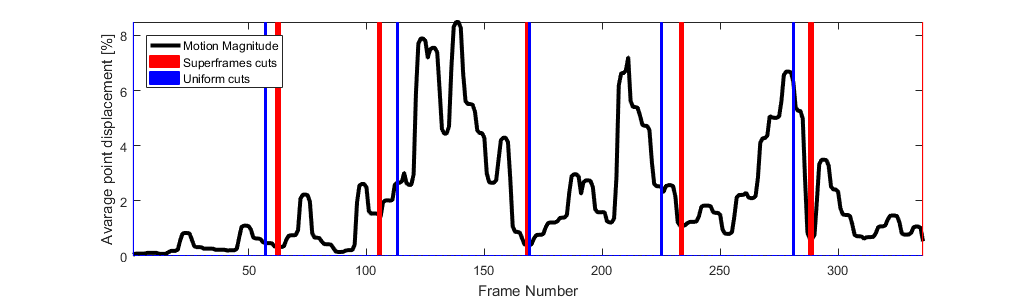 Avarage point displacement [%]
8
6
4
2
0
Motion Magnitude
Superframes cuts
Uniform cuts
50 100 150 200 250 300
Frame Number